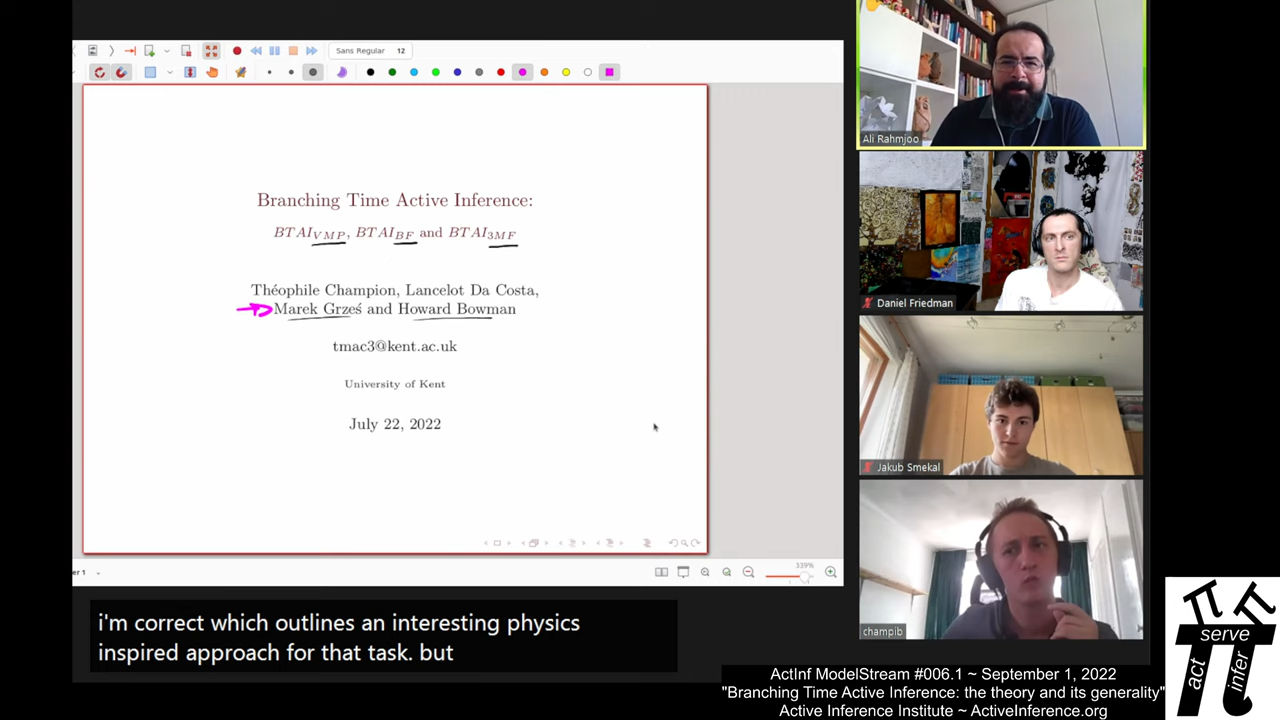 Sans Regular 12
Branching Time Active Inference:
BTAI_VMP, BTAI_BF and BTAI_3MF
Théophile Champion, Lancelot Da Costa,
Marek Grześ and Howard Bowman
tmac3@kent.ac.uk
University of Kent
July 22, 2022
339%
er 1
Ali Rahmjoo
Daniel Friedman
Jakub Smekal
champib
i'm correct which outlines an interesting physics
inspired approach for that task. but
ActInf ModelStream #006.1 ~ September 1, 2022
"Branching Time Active Inference: the theory and its generality"
Active Inference Institute ~ ActiveInference.org
π π
serve
π
act
infer